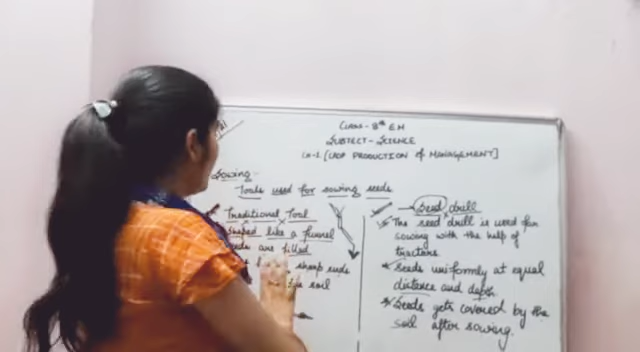 Class - 8th E.M
Subject - Science
Ch-1 [Crop Production & Management]
Sowing -
Tools used for sowing seeds
Traditional Tool
shaped like a funnel
seeds are filled
sharp ends
soil
Seed drill
The seed drill is used for
sowing with the help of
tractors
Seeds uniformly at equal
distance and depth.
Seeds gets covered by the
soil after sowing.